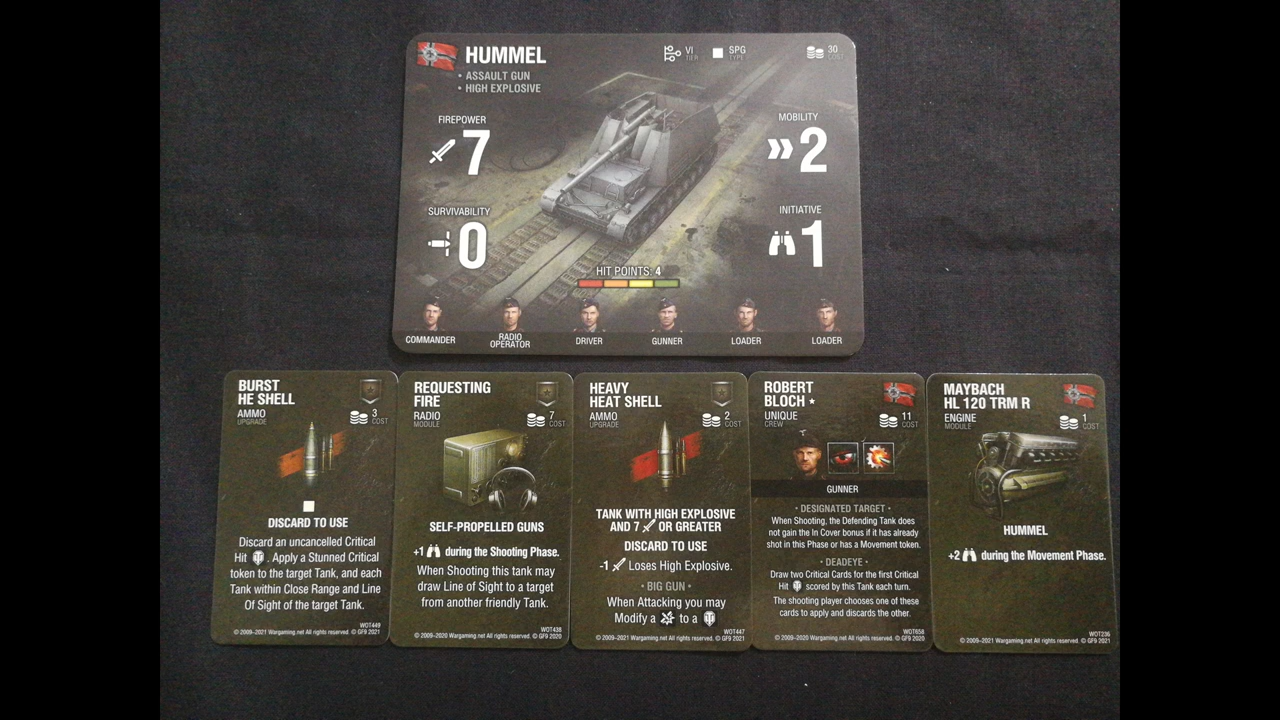 HUMMEL
• ASSAULT GUN
• HIGH EXPLOSIVE
VI
TIER
SPG
TYPE
30
COST
FIREPOWER
7
MOBILITY
2
SURVIVABILITY
0
INITIATIVE
1
HIT POINTS: 4
COMMANDER
RADIO
OPERATOR
DRIVER
GUNNER
LOADER
LOADER
BURST
HE SHELL
AMMO
UPGRADE
3
COST
DISCARD TO USE
Discard an uncancelled Critical
Hit . Apply a Stunned Critical
token to the target Tank, and each
Tank within Close Range and Line
Of Sight of the target Tank.
WOT449
© 2009–2021 Wargaming.net All rights reserved. © GF9 2021
REQUESTING
FIRE
RADIO
MODULE
7
COST
SELF-PROPELLED GUNS
+1 during the Shooting Phase.
When Shooting this tank may
draw Line of Sight to a target
from another friendly Tank.
WOT438
© 2009–2020 Wargaming.net All rights reserved. © GF9 2020
HEAVY
HEAT SHELL
AMMO
UPGRADE
2
COST
TANK WITH HIGH EXPLOSIVE
AND 7 OR GREATER
DISCARD TO USE
-1 Loses High Explosive.
• BIG GUN •
When Attacking you may
Modify a to a
WOT447
© 2009–2021 Wargaming.net All rights reserved. © GF9 2021
ROBERT
BLOCH ★
UNIQUE
CREW
11
COST
GUNNER
• DESIGNATED TARGET •
When Shooting, the Defending Tank does
not gain the In Cover bonus if it has already
shot in this Phase or has a Movement token.
• DEADEYE •
Draw two Critical Cards for the first Critical
Hit scored by this Tank each turn.
The shooting player chooses one of these
cards to apply and discards the other.
WOT658
© 2009–2020 Wargaming.net All rights reserved. © GF9 2020
MAYBACH
HL 120 TRM R
ENGINE
MODULE
1
COST
HUMMEL
+2 during the Movement Phase.
WOT236
© 2009–2021 Wargaming.net All rights reserved. © GF9 2021